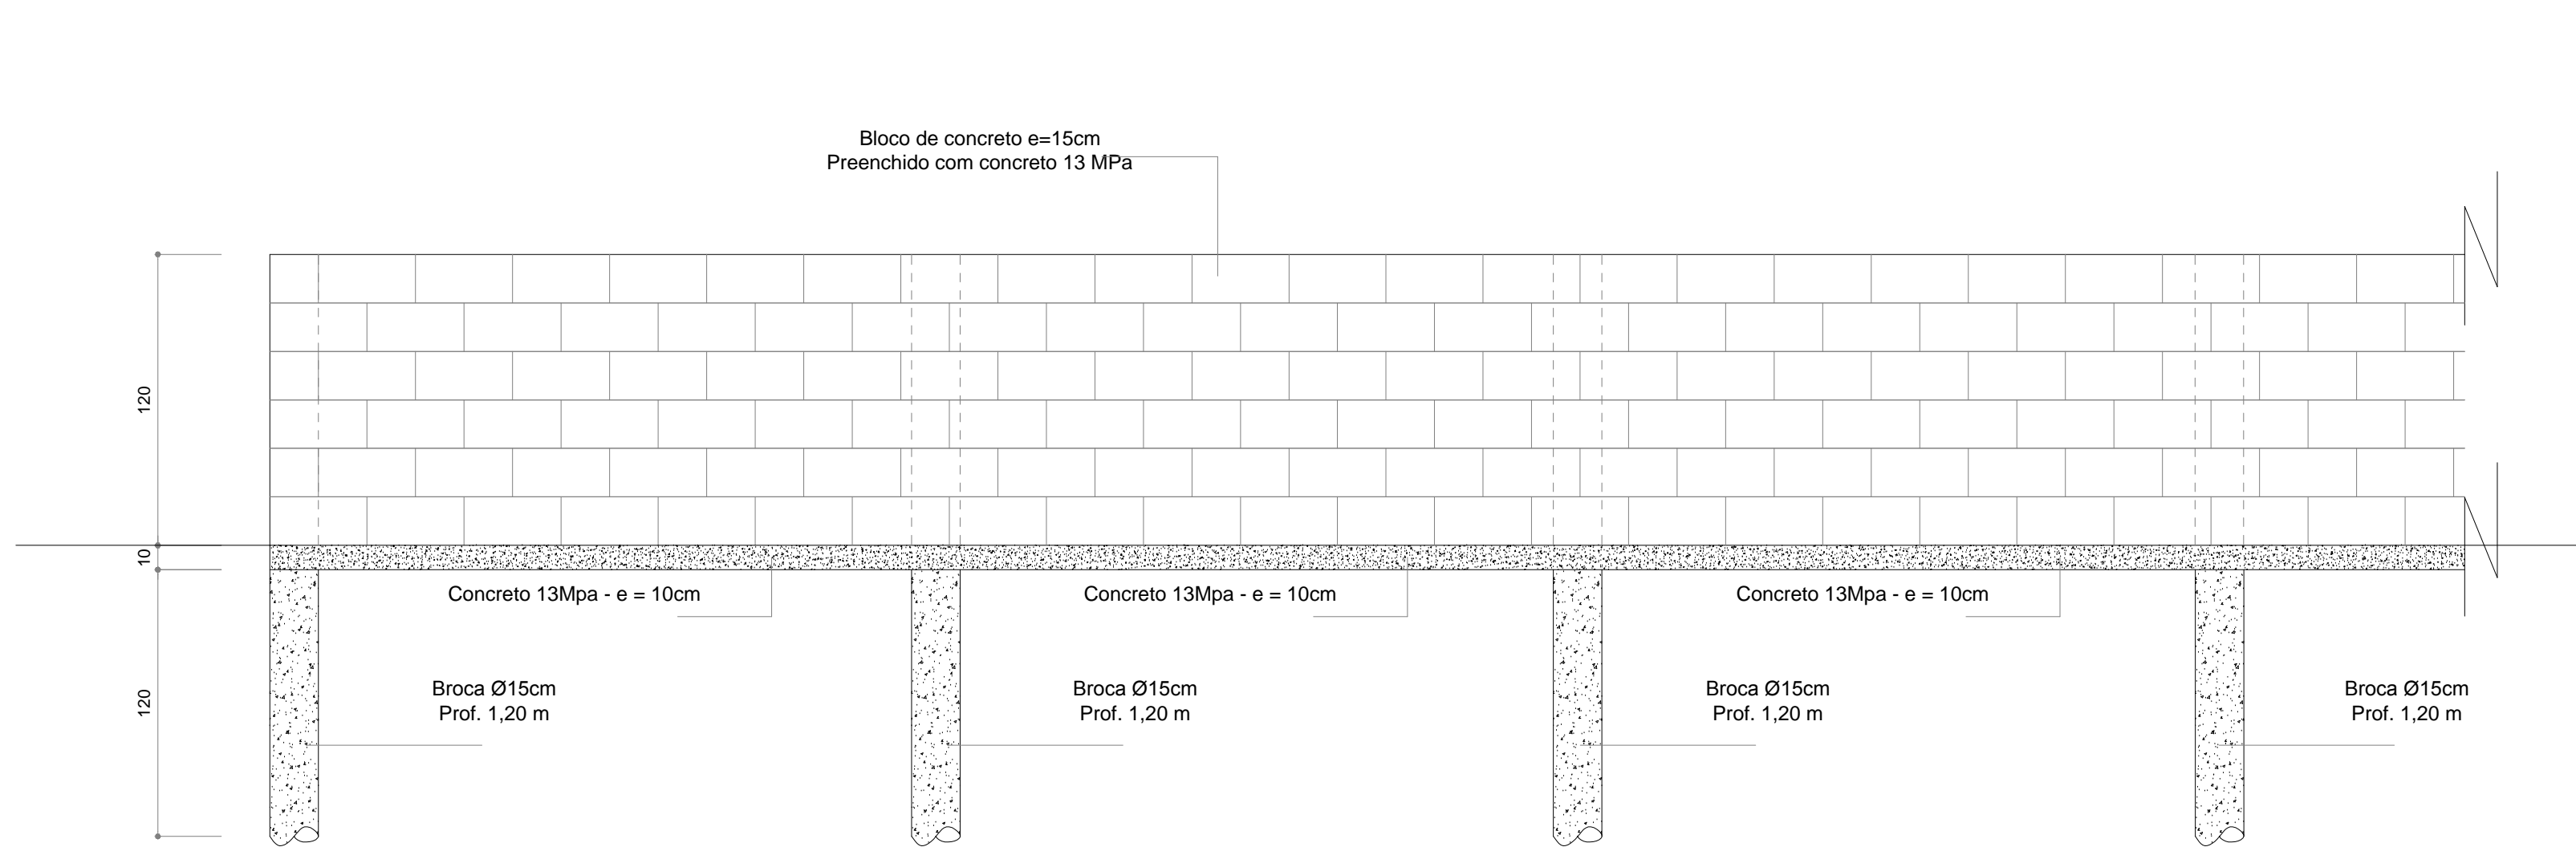 Bloco de concreto e=15cm
Preenchido com concreto 13 MPa
120
10
Concreto 13Mpa - e = 10cm
Concreto 13Mpa - e = 10cm
Concreto 13Mpa - e = 10cm
120
Broca Ø15cm
Prof. 1,20 m
Broca Ø15cm
Prof. 1,20 m
Broca Ø15cm
Prof. 1,20 m
Broca Ø15cm
Prof. 1,20 m